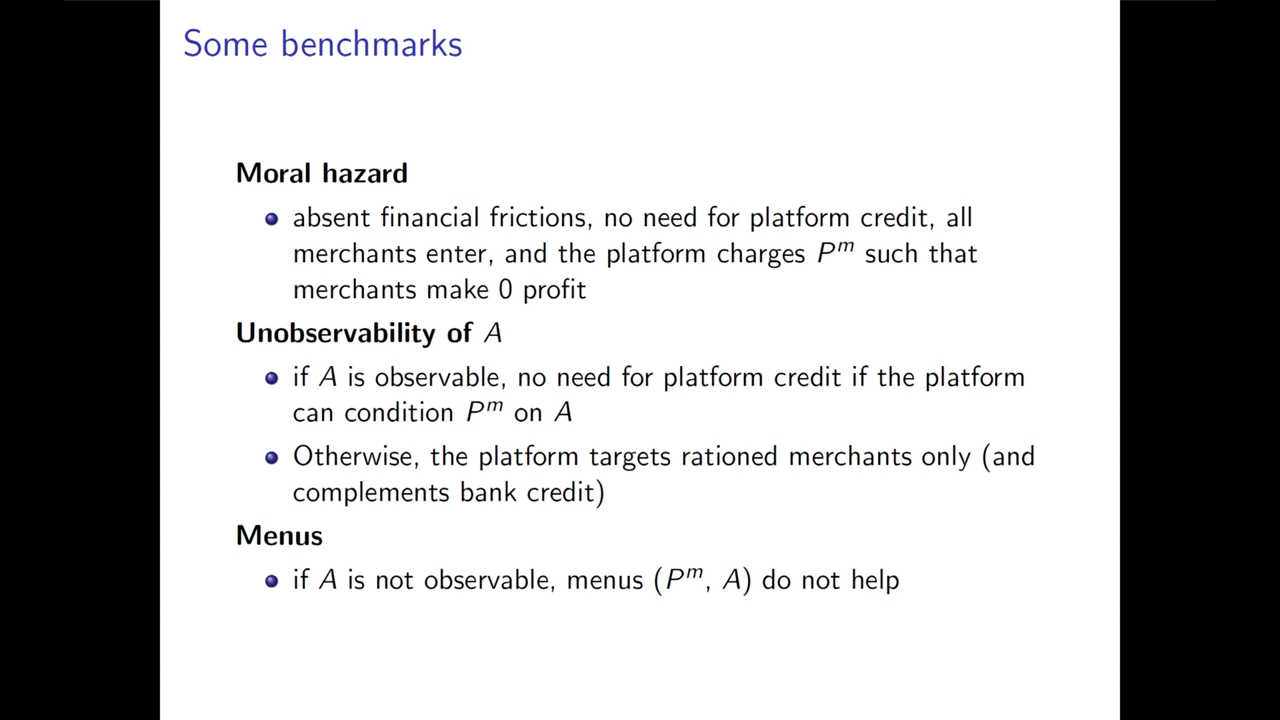 Some benchmarks
Moral hazard
absent financial frictions, no need for platform credit, all
merchants enter, and the platform charges P^m such that
merchants make 0 profit
Unobservability of A
if A is observable, no need for platform credit if the platform
can condition P^m on A
Otherwise, the platform targets rationed merchants only (and
complements bank credit)
Menus
if A is not observable, menus (P^m, A) do not help